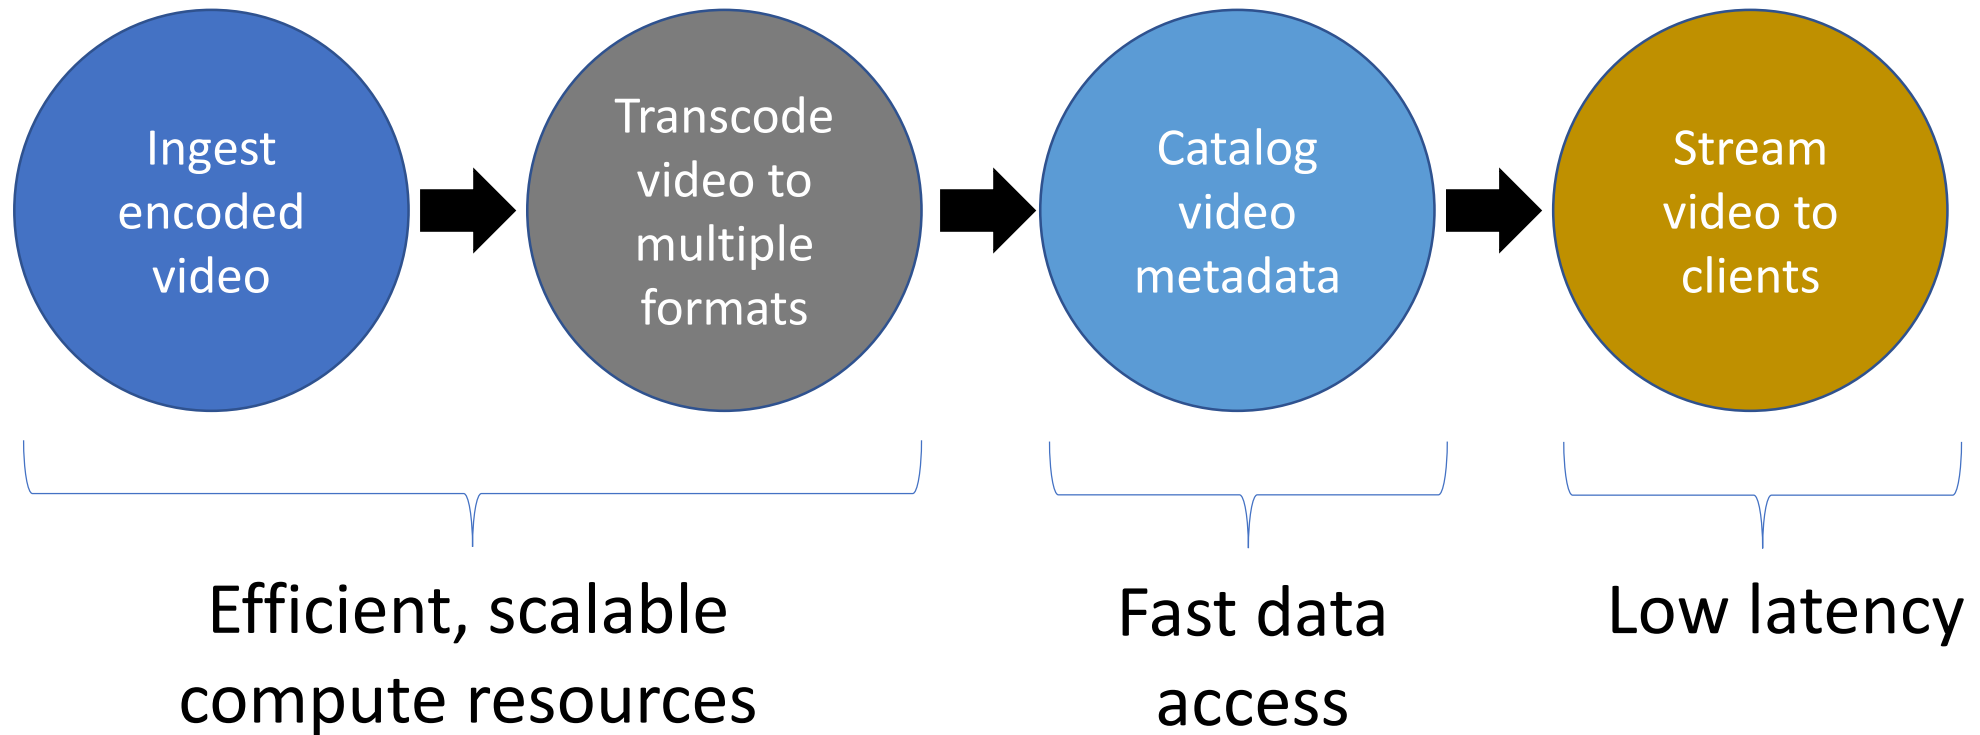 Ingest
encoded
video
Transcode
video to
multiple
formats
Catalog
video
metadata
Stream
video to
clients
Efficient, scalable
compute resources
Fast data
access
Low latency